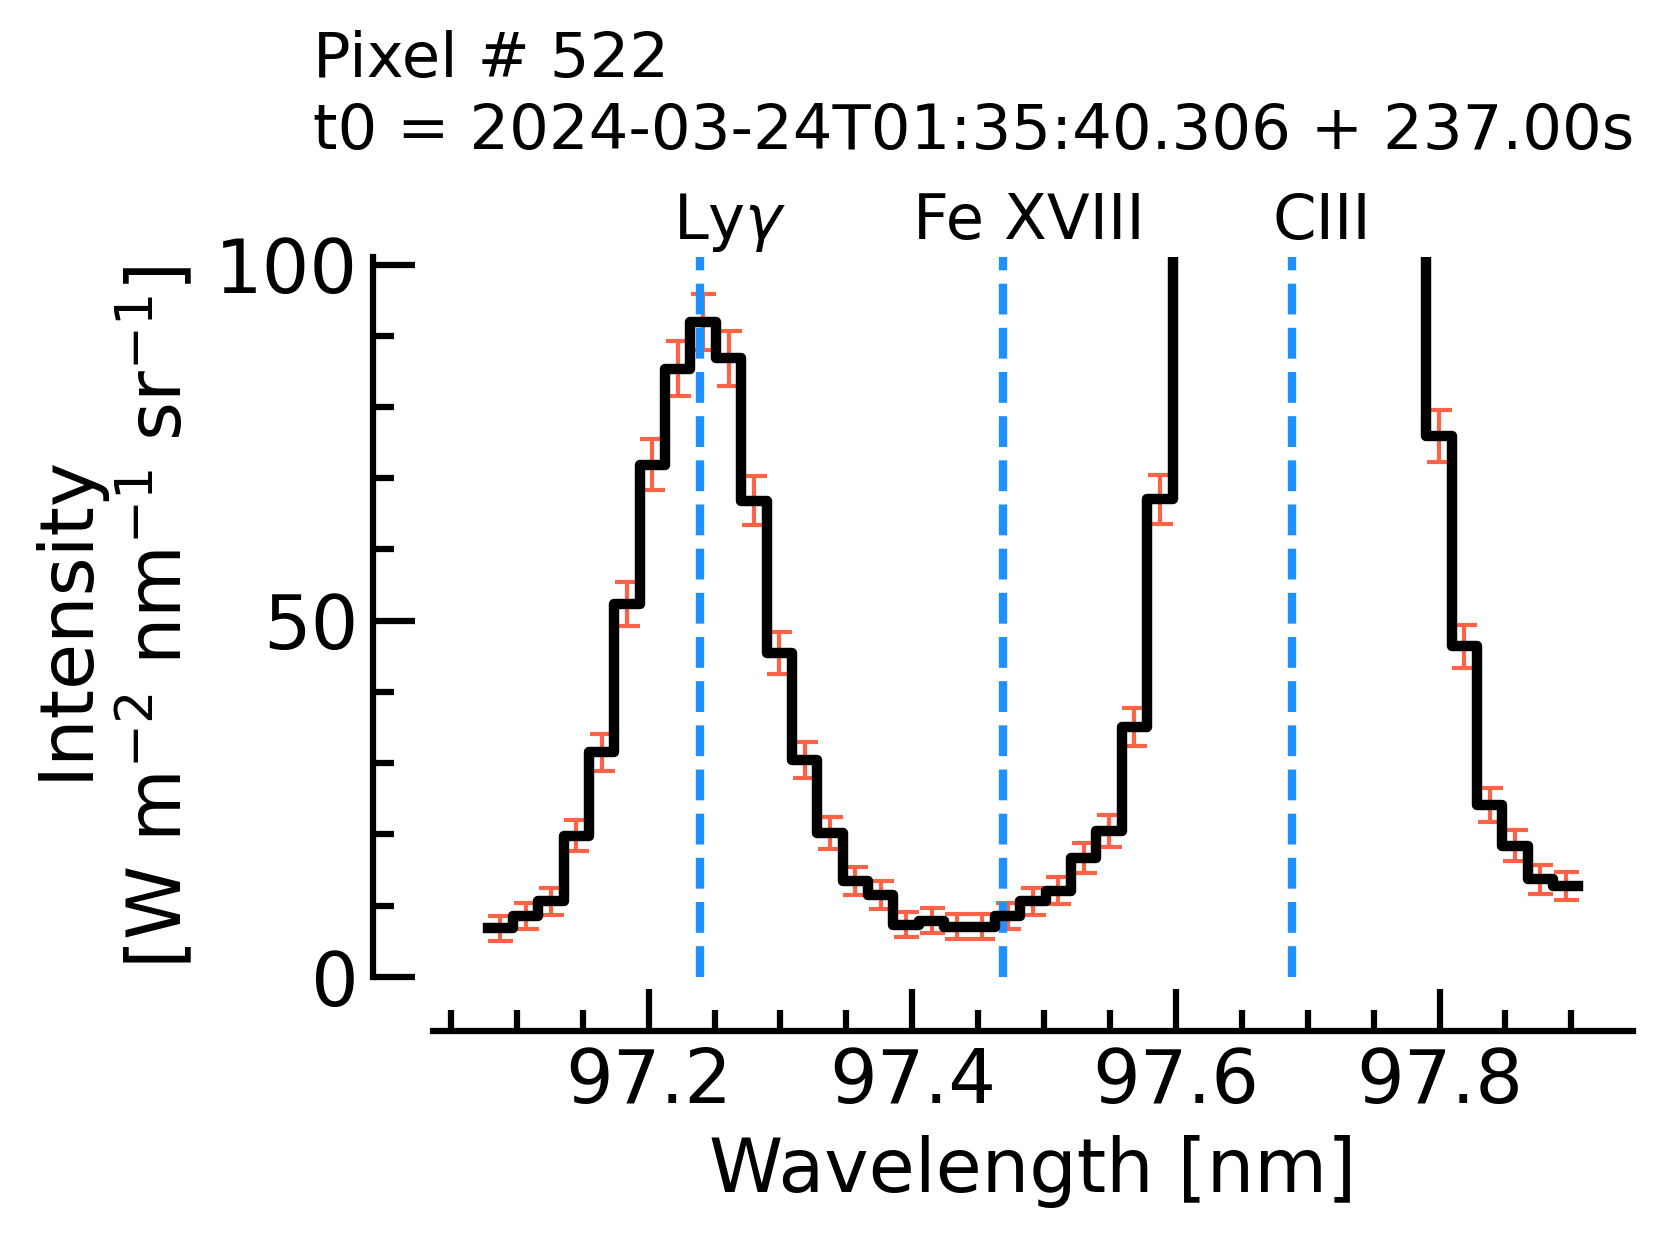 Pixel # 522
t0 = 2024-03-24T01:35:40.306 + 237.00s
Lyγ Fe XVIII CIII
Intensity
[W m⁻² nm⁻¹ sr⁻¹]
100
50
0
97.2 97.4 97.6 97.8
Wavelength [nm]